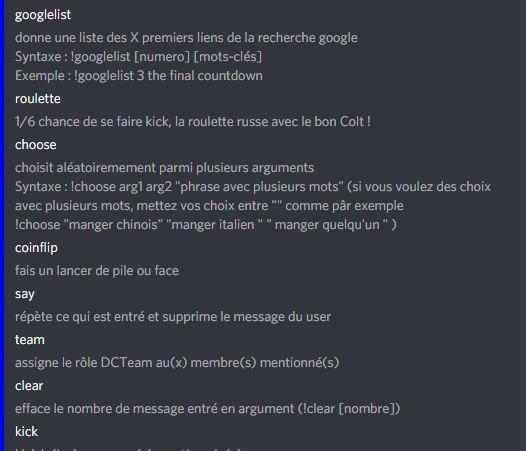 googlelist
donne une liste des X premiers liens de la recherche google
Syntaxe : !googlelist [numero] [mots-clés]
Exemple : !googlelist 3 the final countdown
roulette
1/6 chance de se faire kick, la roulette russe avec le bon Colt !
choose
choisit aléatoiremement parmi plusieurs arguments
Syntaxe : !choose arg1 arg2 "phrase avec plusieurs mots" (si vous voulez des choix
avec plusieurs mots, mettez vos choix entre "" comme pâr exemple
!choose "manger chinois" "manger italien " " manger quelqu'un " )
coinflip
fais un lancer de pile ou face
say
répète ce qui est entré et supprime le message du user
team
assigne le rôle DCTeam au(x) membre(s) mentionné(s)
clear
efface le nombre de message entré en argument (!clear [nombre])
kick